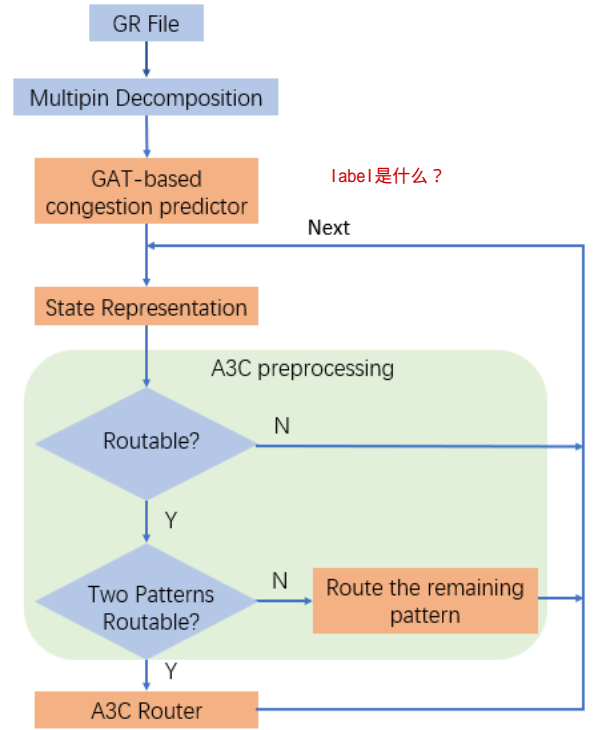 GR File
Multipin Decomposition
GAT-based
congestion predictor
label是什么？
Next
State Representation
A3C preprocessing
Routable?
N
Y
Two Patterns
Routable?
N
Route the remaining
pattern
Y
A3C Router